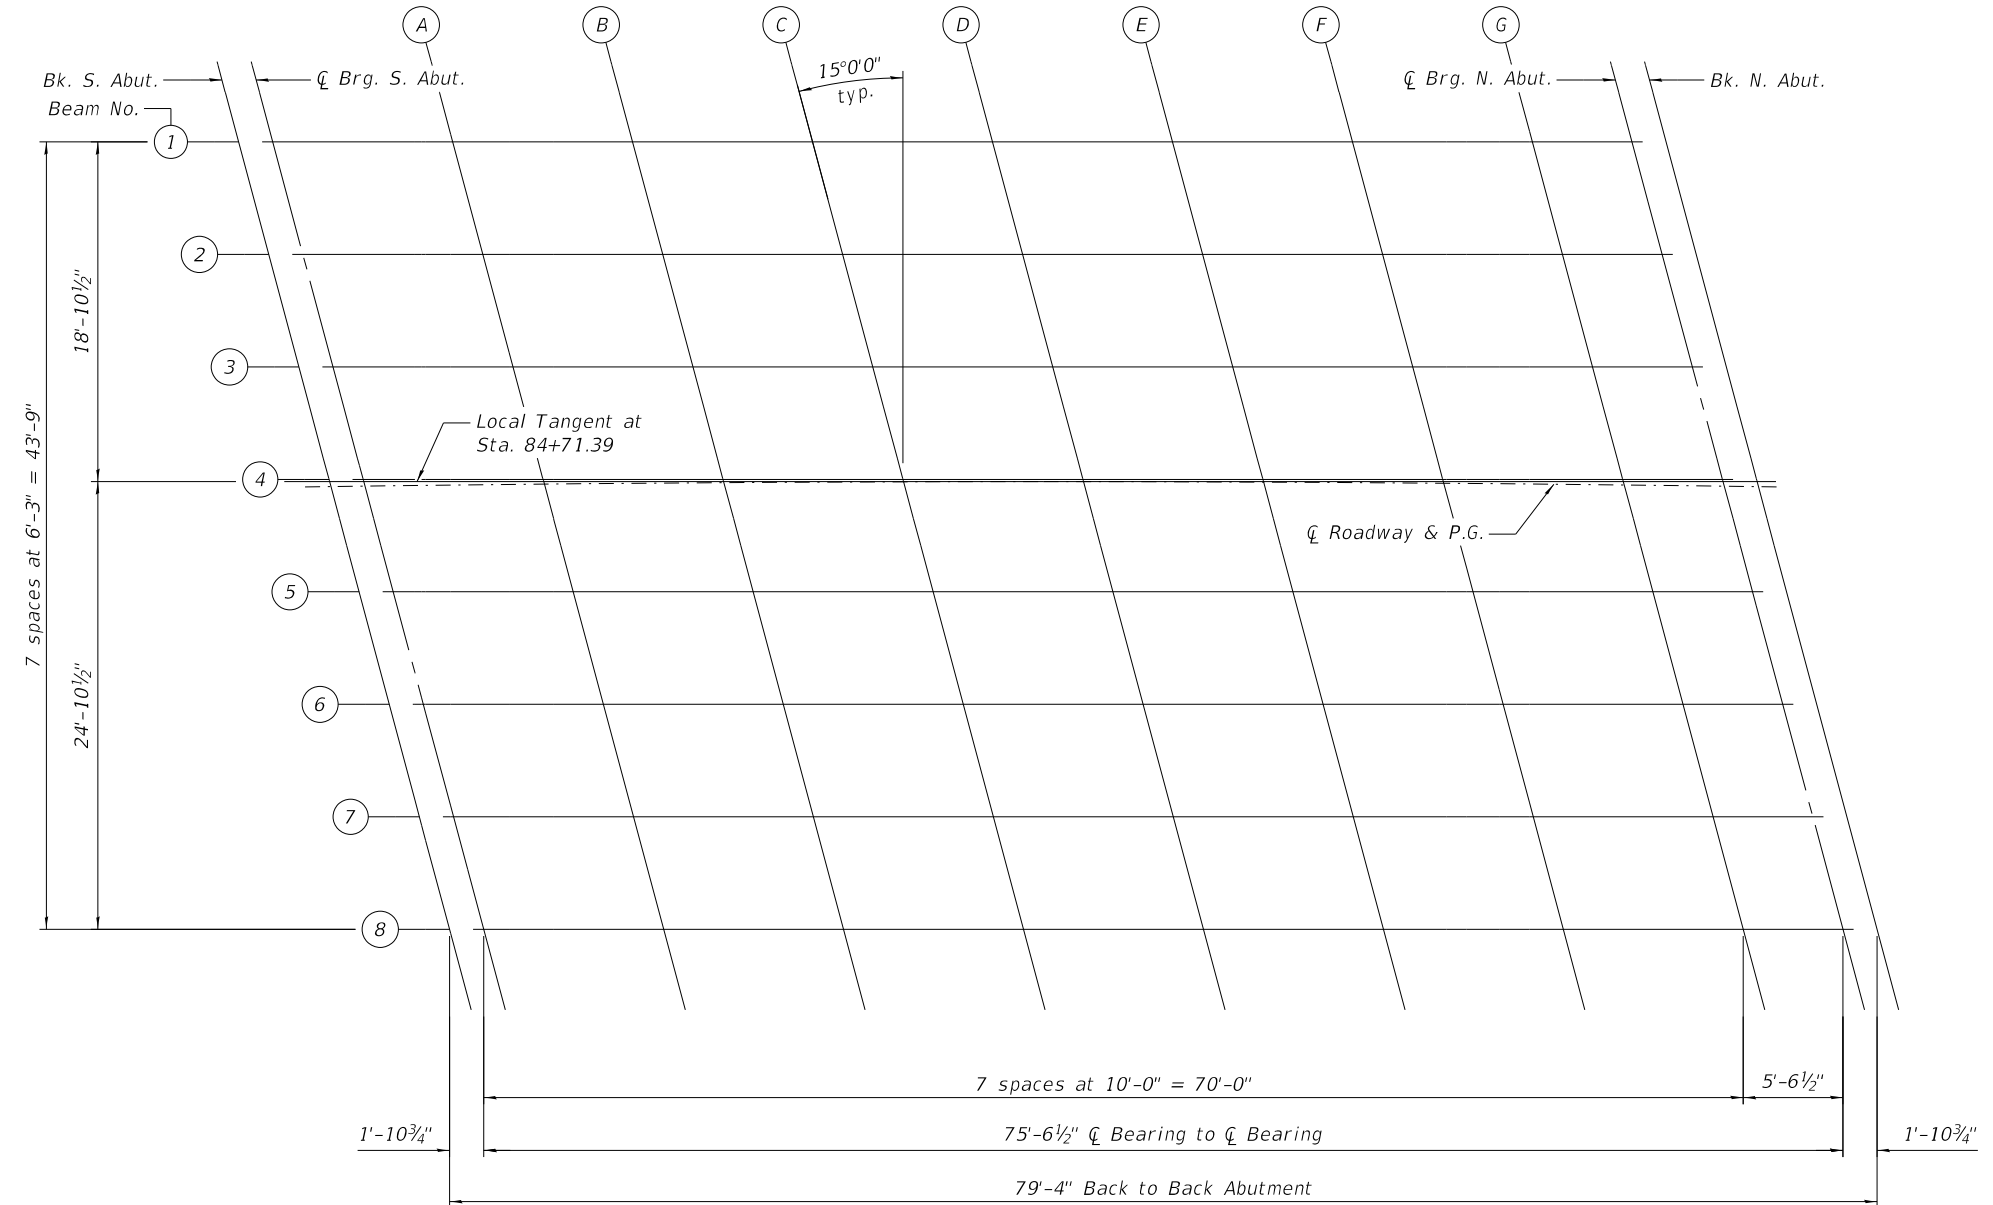 A
B
C
D
E
F
G
15°0'0"
typ.
Bk. S. Abut.
℄ Brg. S. Abut.
℄ Brg. N. Abut.
Bk. N. Abut.
Beam No.
1
2
3
4
5
6
7
8
18'-10½"
7 spaces at 6'-3" = 43'-9"
24'-10½"
Local Tangent at
Sta. 84+71.39
℄ Roadway & P.G.
7 spaces at 10'-0" = 70'-0"
5'-6½"
1'-10¾"
75'-6½" ℄ Bearing to ℄ Bearing
1'-10¾"
79'-4" Back to Back Abutment